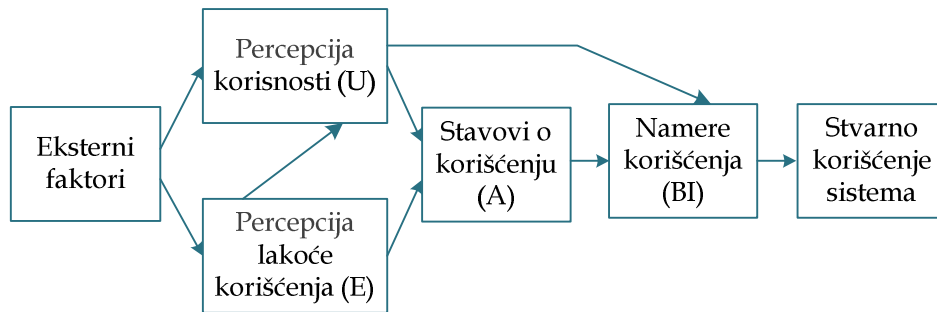 Eksterni
faktori
Percepcija
korisnosti (U)
Percepcija
lakoće
korišćenja (E)
Stavovi o
korišćenju
(A)
Namere
korišćenja
(BI)
Stvarno
korišćenje
sistema